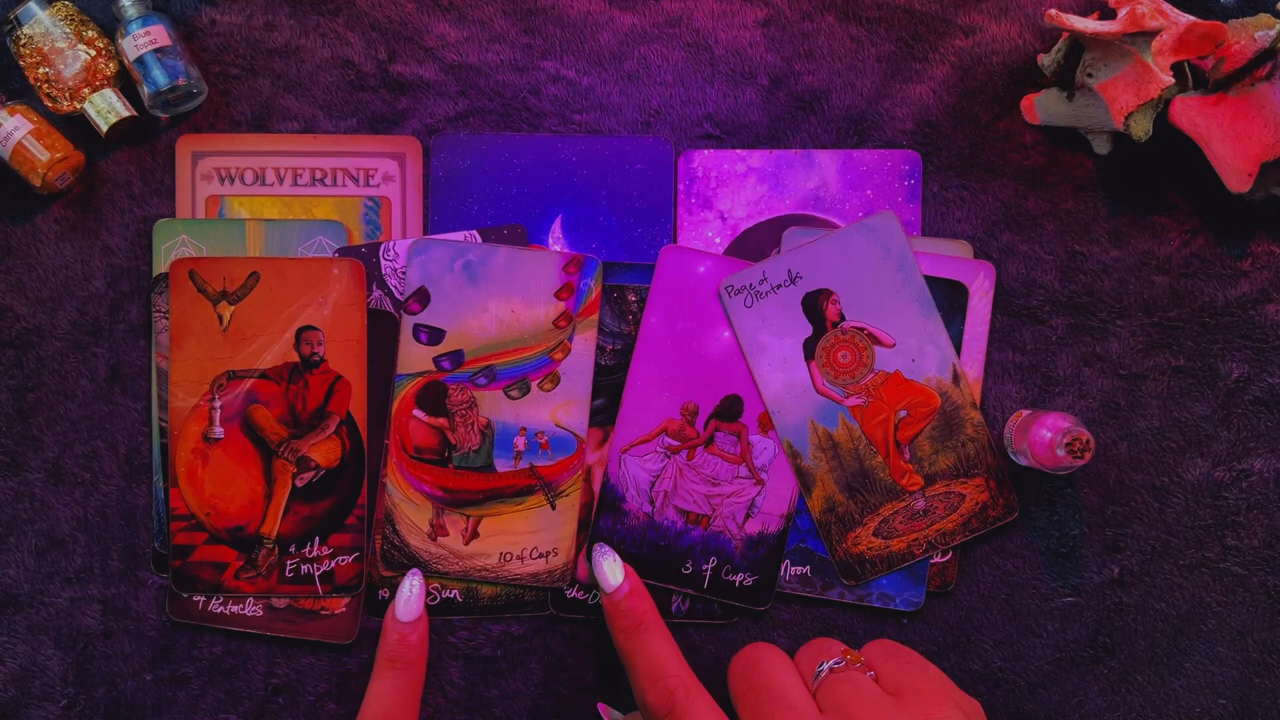 Blue
Topaz
Citrine
WOLVERINE
Page of
Pentacles
4. the
Emperor
10 of Cups
3 of Cups
Moon
of Pentacles
19
Sun
the D